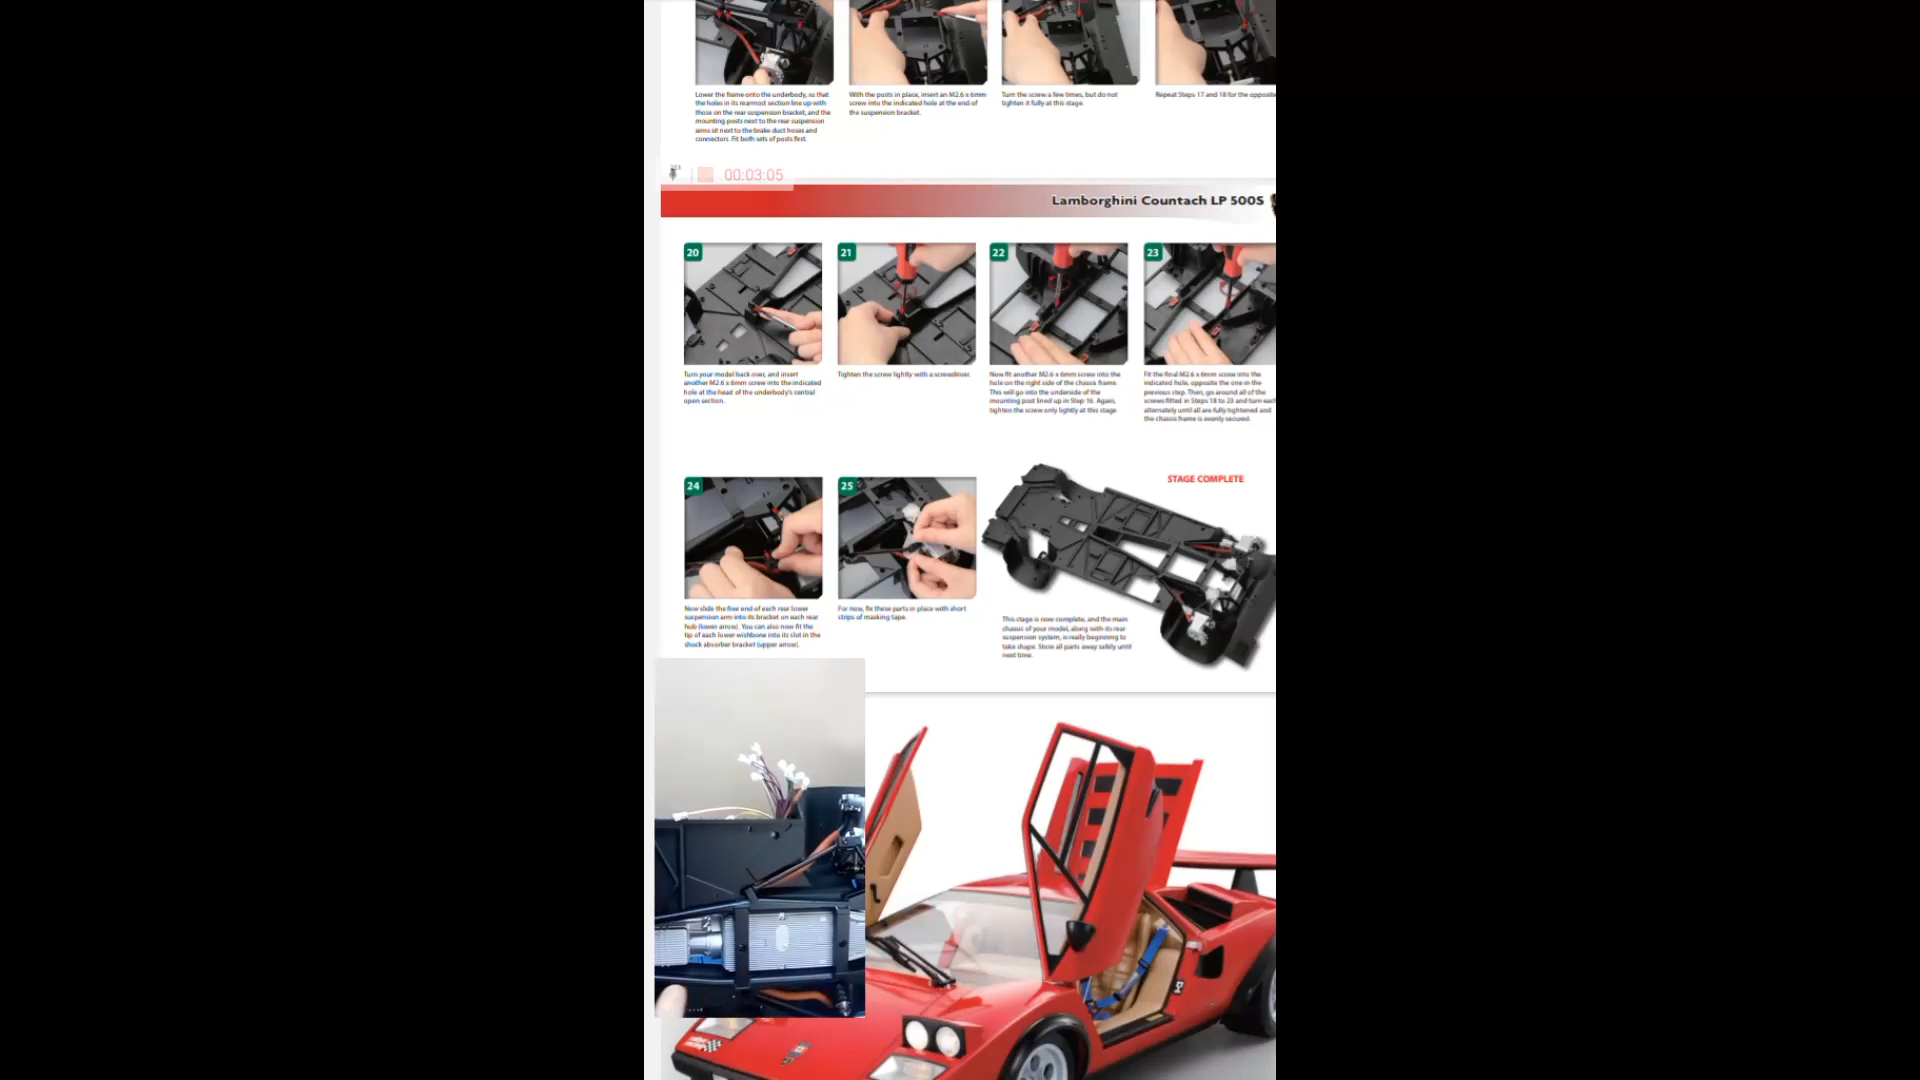 Lower the frame onto the underbody, so that
the holes in its rearmost section line up with
those on the rear suspension bracket, and the
mounting posts next to the rear suspension
arms sit next to the brake duct hoses and
connectors. Fit both sets of posts first.
With the posts in place, insert an M2.6 x 6mm
screw into the indicated hole at the end of
the suspension bracket.
Turn the screw a few times, but do not
tighten it fully at this stage.
Repeat Steps 17 and 18 for the opposite
00:03:05
Lamborghini Countach LP 500S
20
21
22
23
Turn your model back over, and insert
another M2.6 x 6mm screw into the indicated
hole at the head of the underbody's central
open section.
Tighten the screw lightly with a screwdriver.
Now fit another M2.6 x 6mm screw into the
hole on the right side of the chassis frame.
This will go into the underside of the
mounting post lined up in Step 16. Again,
tighten the screw only lightly at this stage.
Fit the final M2.6 x 6mm screw into the
indicated hole, opposite the one in the
previous step. Then, go around all of the
screws fitted in Steps 18 to 23 and turn each
alternately until all are fully tightened and
the chassis frame is evenly secured.
24
25
STAGE COMPLETE
Now slide the free end of each rear lower
suspension arm into its bracket on each rear
hub (lower arrow). You can also now fit the
tip of each lower wishbone into its slot in the
shock absorber bracket (upper arrow).
For now, fix these parts in place with short
strips of masking tape.
This stage is now complete, and the main
chassis of your model, along with its rear
suspension system, is really beginning to
take shape. Store all parts away safely until
next time.